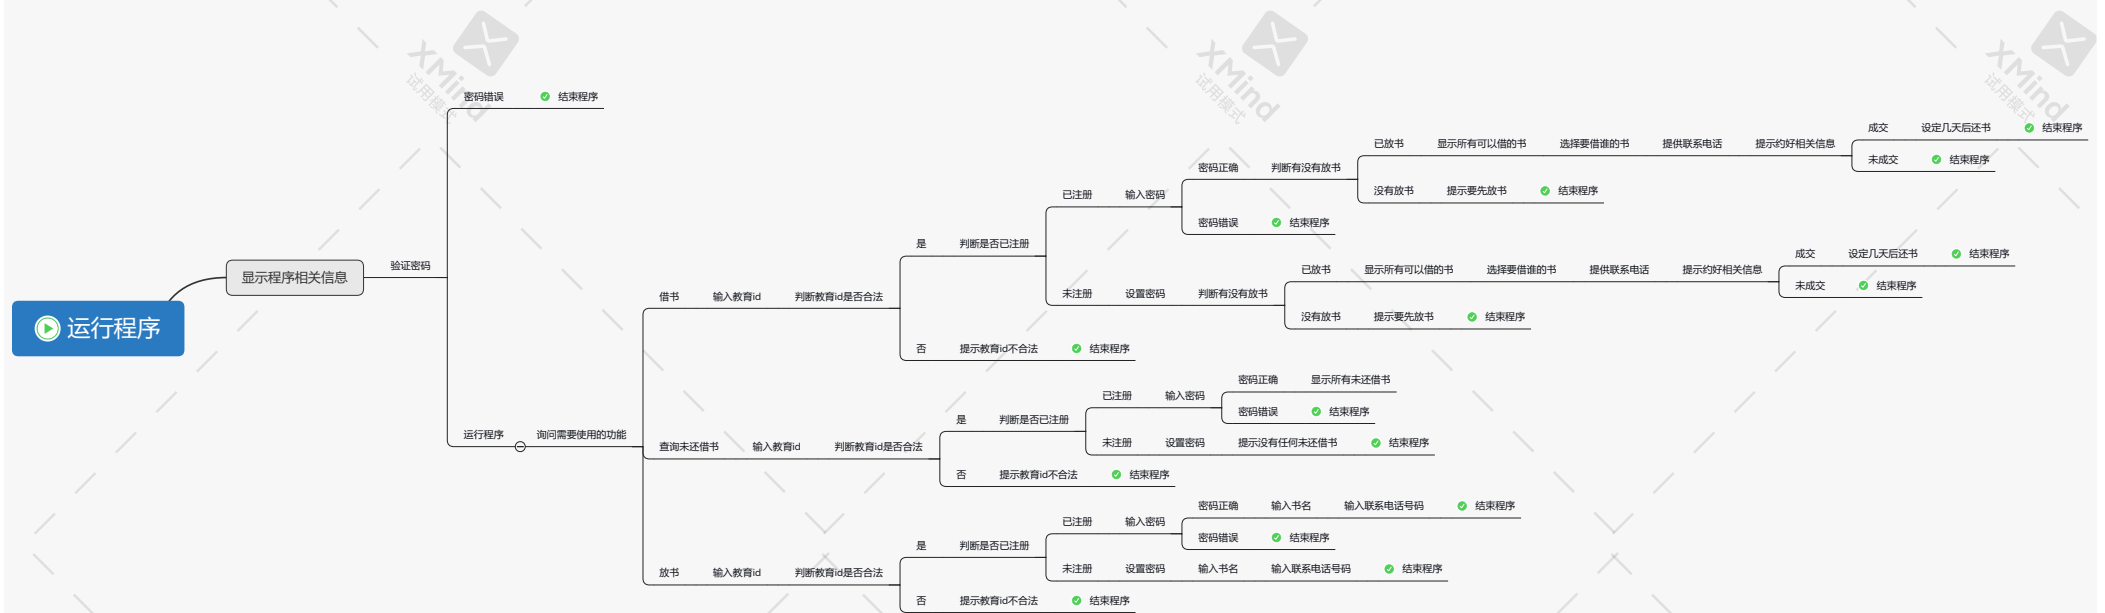 运行程序
显示程序相关信息
验证密码
密码错误
结束程序
运行程序
询问需要使用的功能
借书
输入教育id
判断教育id是否合法
是
判断是否已注册
已注册
输入密码
密码正确
判断有没有放书
已放书
显示所有可以借的书
选择要借谁的书
提供联系电话
提示约好相关信息
成交
设定几天后还书
结束程序
未成交
结束程序
没有放书
提示要先放书
结束程序
密码错误
结束程序
未注册
设置密码
判断有没有放书
已放书
显示所有可以借的书
选择要借谁的书
提供联系电话
提示约好相关信息
成交
设定几天后还书
结束程序
未成交
结束程序
没有放书
提示要先放书
结束程序
否
提示教育id不合法
结束程序
查询未还借书
输入教育id
判断教育id是否合法
是
判断是否已注册
已注册
输入密码
密码正确
显示所有未还借书
密码错误
结束程序
未注册
设置密码
提示没有任何未还借书
结束程序
否
提示教育id不合法
结束程序
放书
输入教育id
判断教育id是否合法
是
判断是否已注册
已注册
输入密码
密码正确
输入书名
输入联系电话号码
结束程序
密码错误
结束程序
未注册
设置密码
输入书名
输入联系电话号码
结束程序
否
提示教育id不合法
结束程序
XMind
试用模式
XMind
试用模式
XMind
试用模式